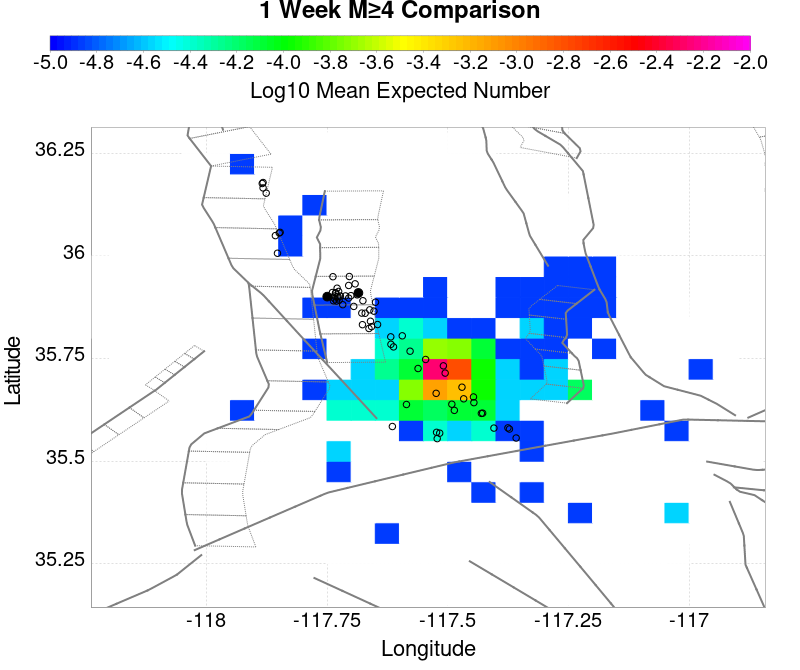 1 Week M≥4 Comparison
-5.0 -4.8 -4.6 -4.4 -4.2 -4.0 -3.8 -3.6 -3.4 -3.2 -3.0 -2.8 -2.6 -2.4 -2.2 -2.0
Log10 Mean Expected Number
36.25
36
35.75
35.5
35.25
Latitude
-118 -117.75 -117.5 -117.25 -117
Longitude